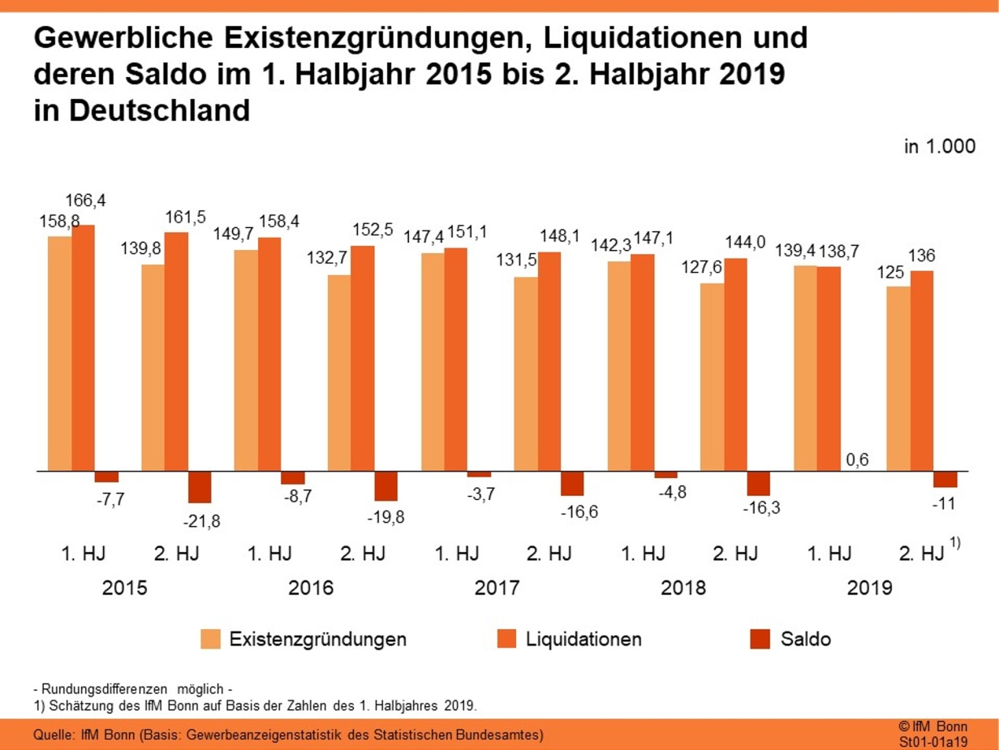 Gewerbliche Existenzgründungen, Liquidationen und
deren Saldo im 1. Halbjahr 2015 bis 2. Halbjahr 2019
in Deutschland
in 1.000
158,8 166,4 139,8 161,5 149,7 158,4 132,7 152,5 147,4 151,1 131,5 148,1 142,3 147,1 127,6 144,0 139,4 138,7 125 136
-7,7 -21,8 -8,7 -19,8 -3,7 -16,6 -4,8 -16,3 0,6 -11
1. HJ 2. HJ 1. HJ 2. HJ 1. HJ 2. HJ 1. HJ 2. HJ 1. HJ 2. HJ 1)
2015 2016 2017 2018 2019
Existenzgründungen Liquidationen Saldo
- Rundungsdifferenzen möglich -
1) Schätzung des IfM Bonn auf Basis der Zahlen des 1. Halbjahres 2019.
Quelle: IfM Bonn (Basis: Gewerbeanzeigenstatistik des Statistischen Bundesamtes)
© IfM Bonn
St01-01a19